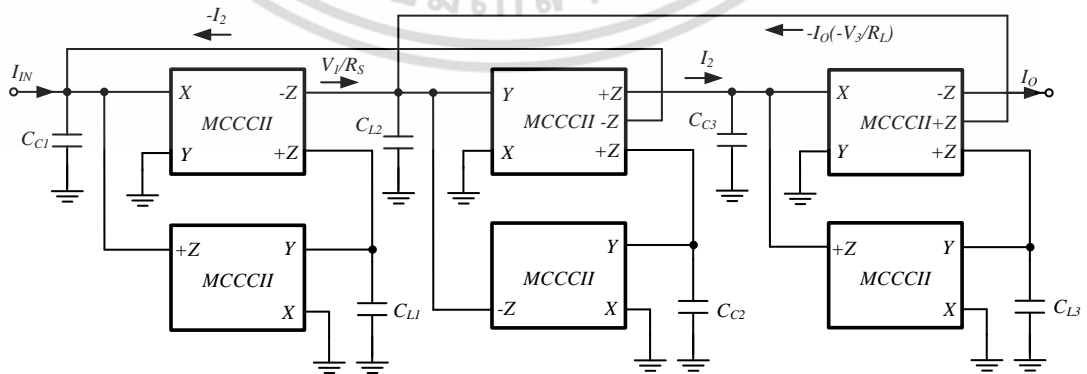 -I2
-IO(-V3/RL)
IIN
V1/RS
I2
IO
X
-Z
MCCCII
Y
+Z
CC1
CL2
Y
+Z
MCCCII
-Z
X
+Z
CC3
X
-Z
MCCCII
+Z
Y
+Z
+Z
Y
MCCCII
X
CL1
Y
MCCCII
-Z
X
CC2
+Z
Y
MCCCII
X
CL3